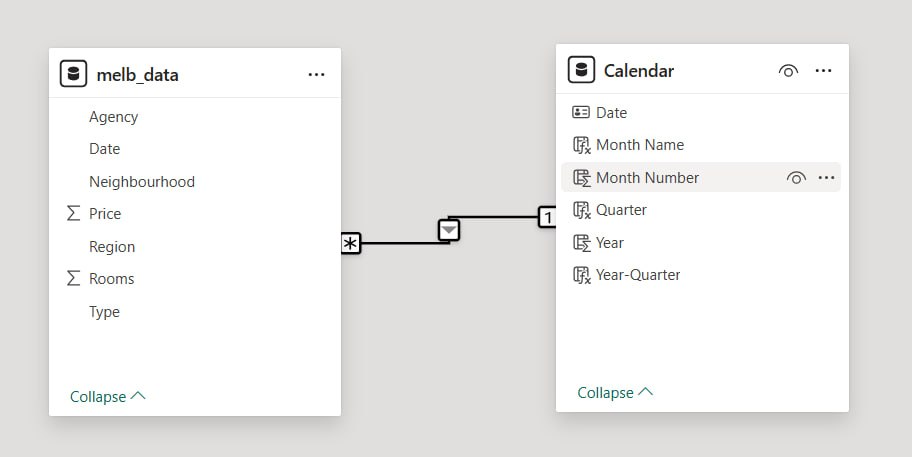 melb_data
Agency
Date
Neighbourhood
Price
Region
Rooms
Type
Collapse
*
1
Calendar
Date
Month Name
Month Number
Quarter
Year
Year-Quarter
Collapse